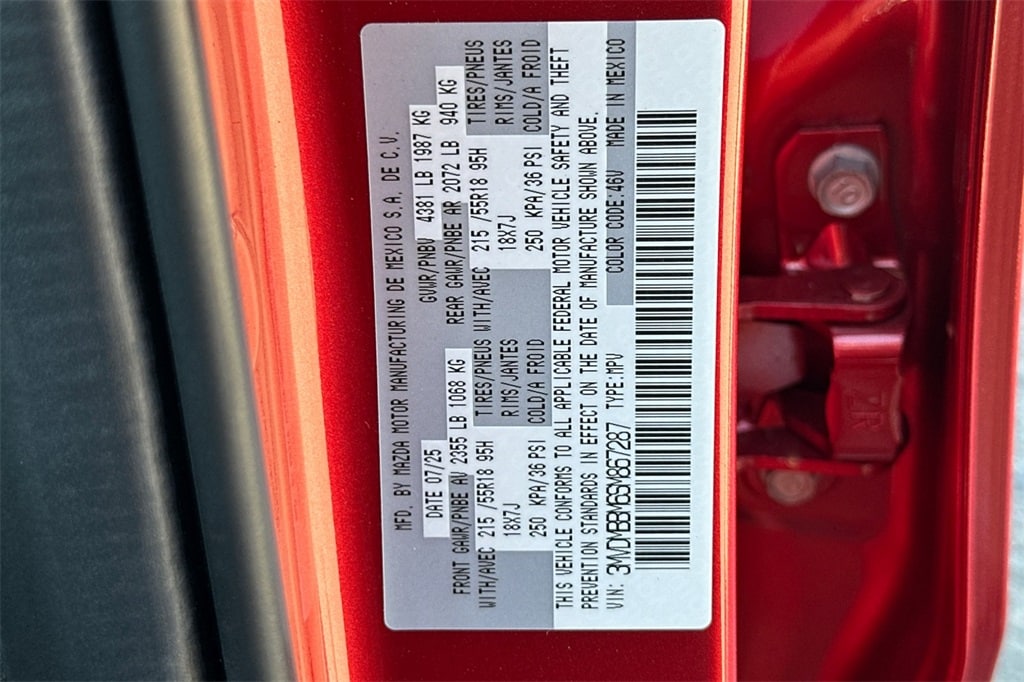 MFD. BY MAZDA MOTOR MANUFACTURING DE MEXICO S.A. DE C.V.
DATE 07/25 GVWR/PNBV 4381 LB 1987 KG
FRONT GAWR/PNBE AV 2355 LB 1068 KG REAR GAWR/PNBE AR 2072 LB 940 KG
WITH/AVEC 215 /55R18 95H TIRES/PNEUS WITH/AVEC 215 /55R18 95H TIRES/PNEUS
18X7J RIMS/JANTES 18X7J RIMS/JANTES
250 KPA/36 PSI COLD/A FROID 250 KPA/36 PSI COLD/A FROID
THIS VEHICLE CONFORMS TO ALL APPLICABLE FEDERAL MOTOR VEHICLE SAFETY AND THEFT
PREVENTION STANDARDS IN EFFECT ON THE DATE OF MANUFACTURE SHOWN ABOVE.
VIN: 3MVDMBBM6SM867287 TYPE:MPV COLOR CODE:46V MADE IN MEXICO